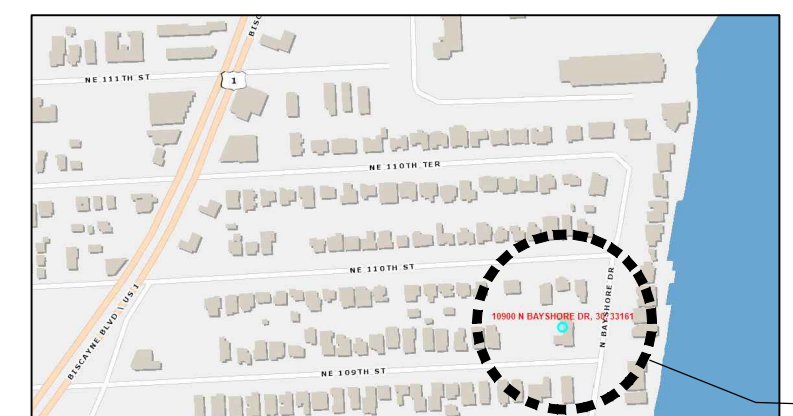 BISC
NE 111TH ST
1
NE 110TH TER
NE 110TH ST
N BAYSHORE DR
10900 N BAYSHORE DR, 30, 33161
BISCAYNE BLVD \ US 1
NE 109TH ST